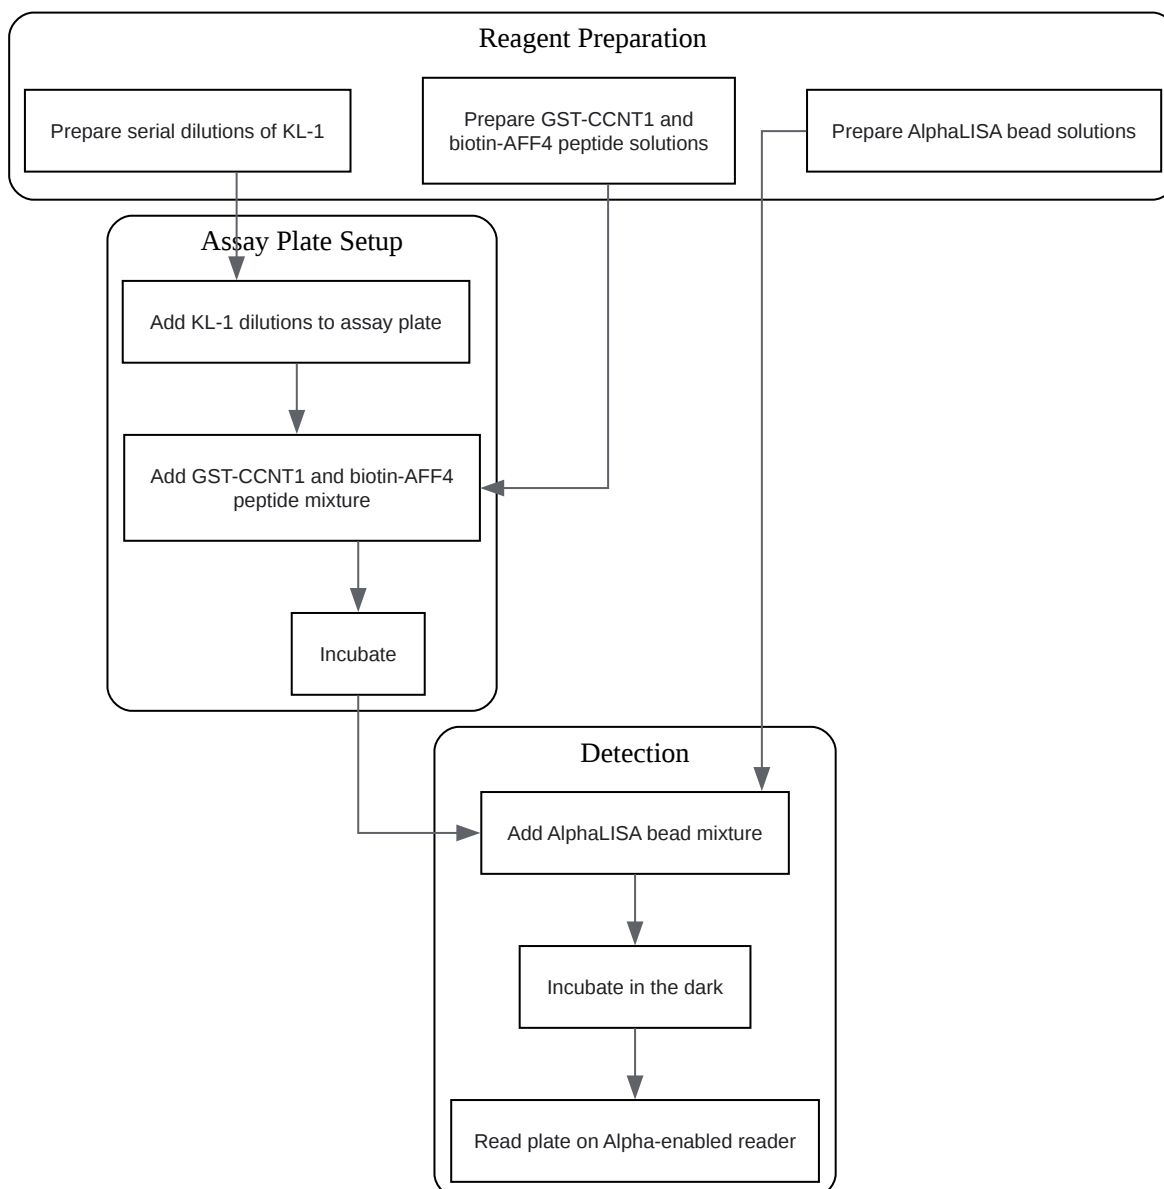 Reagent Preparation
Prepare serial dilutions of KL-1
Prepare GST-CCNT1 and
biotin-AFF4 peptide solutions
Prepare AlphaLISA bead solutions
Assay Plate Setup
Add KL-1 dilutions to assay plate
Add GST-CCNT1 and biotin-AFF4
peptide mixture
Incubate
Detection
Add AlphaLISA bead mixture
Incubate in the dark
Read plate on Alpha-enabled reader